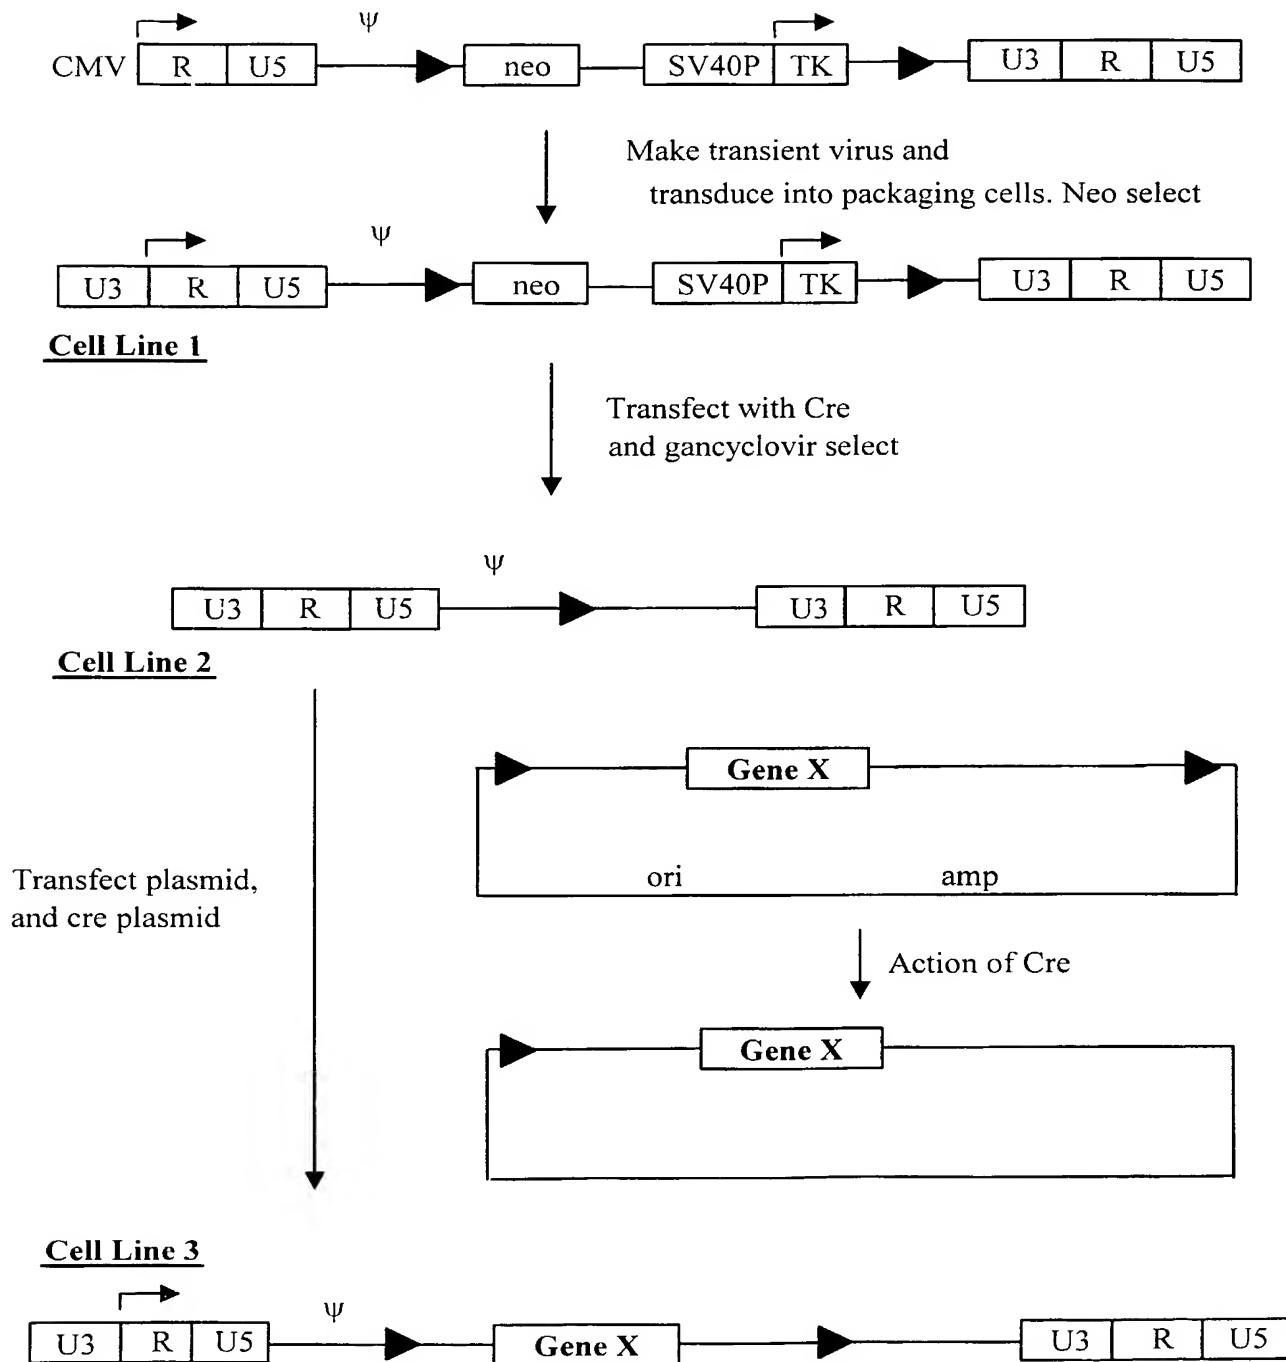 ψ
CMV R U5 neo SV40P TK U3 R U5
Make transient virus and
transduce into packaging cells. Neo select
ψ
U3 R U5 neo SV40P TK U3 R U5
Cell Line 1
Transfect with Cre
and gancyclovir select
ψ
U3 R U5 U3 R U5
Cell Line 2
Gene X
ori amp
Transfect plasmid,
and cre plasmid
Action of Cre
Gene X
Cell Line 3
ψ
U3 R U5 Gene X U3 R U5